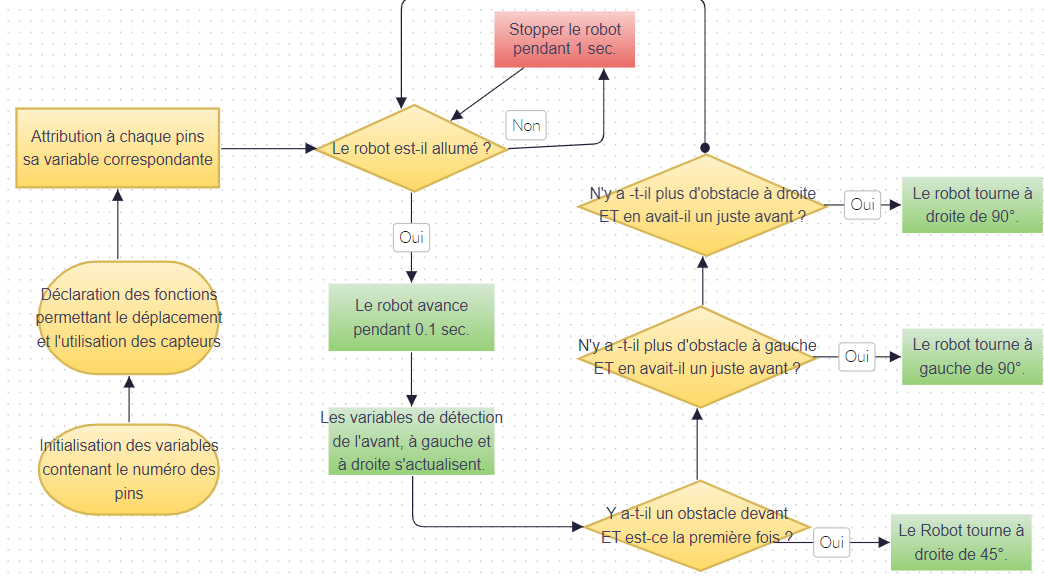 Stopper le robot
pendant 1 sec.
Attribution à chaque pins
sa variable correspondante
Le robot est-il allumé ?
Non
Oui
Déclaration des fonctions
permettant le déplacement
et l'utilisation des capteurs
Initialisation des variables
contenant le numéro des
pins
Le robot avance
pendant 0.1 sec.
Les variables de détection
de l'avant, à gauche et
à droite s'actualisent.
N'y a -t-il plus d'obstacle à droite
ET en avait-il un juste avant ?
Oui
Le robot tourne à
droite de 90°.
N'y a -t-il plus d'obstacle à gauche
ET en avait-il un juste avant ?
Oui
Le robot tourne à
gauche de 90°.
Y a-t-il un obstacle devant
ET est-ce la première fois ?
Oui
Le Robot tourne à
droite de 45°.